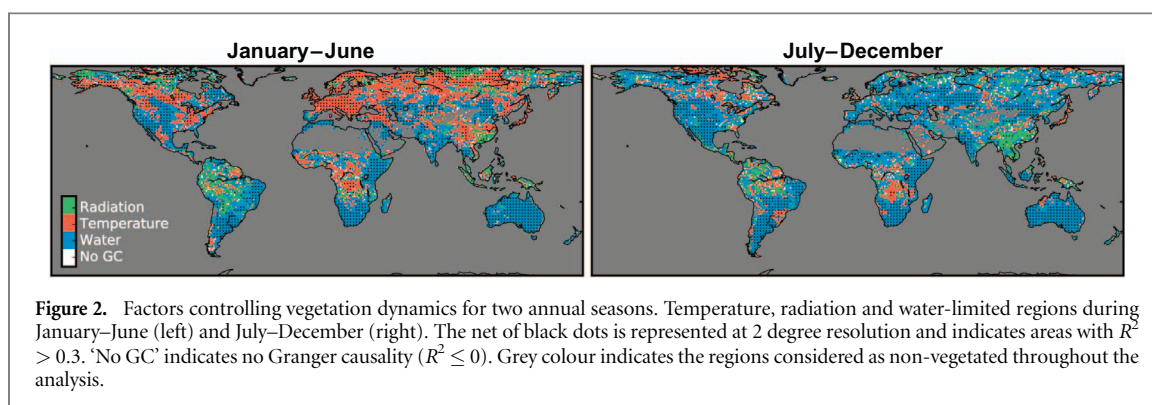 January–June
July–December
Radiation
Temperature
Water
No GC
Figure 2. Factors controlling vegetation dynamics for two annual seasons. Temperature, radiation and water-limited regions during
January–June (left) and July–December (right). The net of black dots is represented at 2 degree resolution and indicates areas with R²
> 0.3. ‘No GC’ indicates no Granger causality (R² ≤ 0). Grey colour indicates the regions considered as non-vegetated throughout the
analysis.